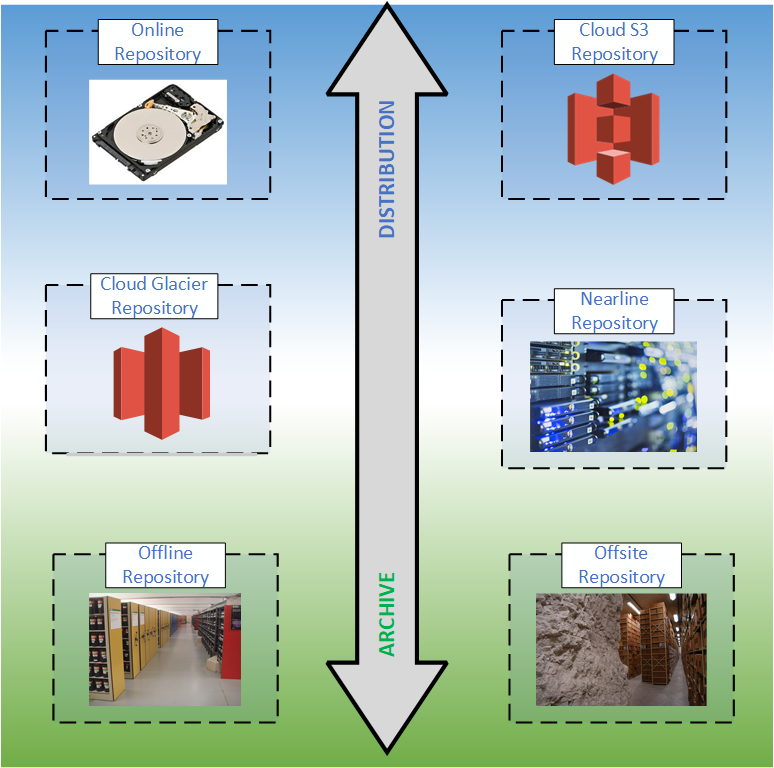 Online
Repository
Cloud S3
Repository
DISTRIBUTION
Cloud Glacier
Repository
Nearline
Repository
Offline
Repository
Offsite
Repository
ARCHIVE